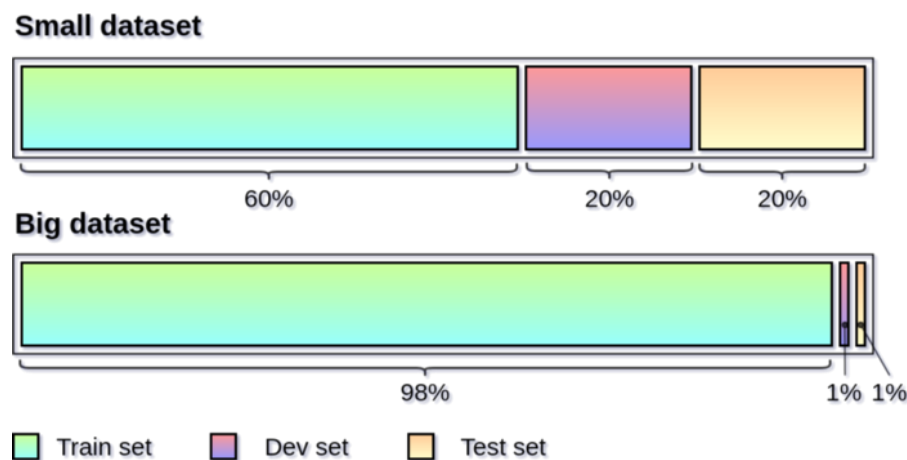 Small dataset
60% 20% 20%
Big dataset
98% 1% 1%
Train set Dev set Test set